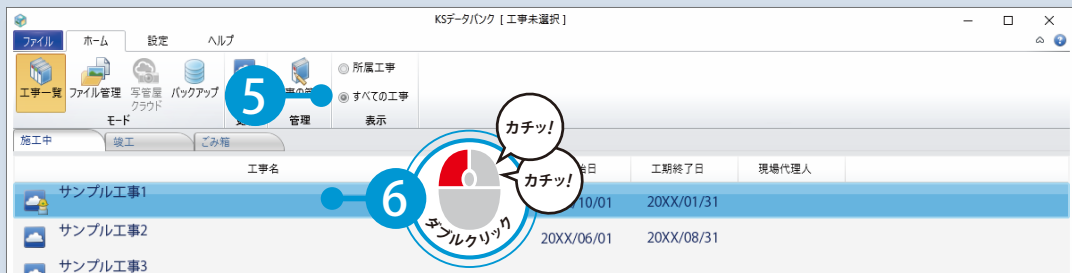 KSデータバンク [ 工事未選択 ]
ファイル ホーム 設定 ヘルプ
工事一覧 ファイル管理 写管屋 バックアップ
クラウド
所属工事
すべての工事
5
モード 管理 表示
施工中 竣工 ごみ箱
カチッ!
カチッ!
工事名 工期終了日 現場代理人
サンプル工事1 10/01 20XX/01/31
6
ダブルクリック
サンプル工事2 20XX/06/01 20XX/08/31
サンプル工事3